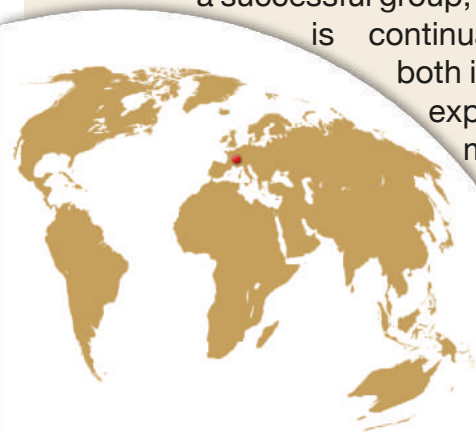 a successful group,
is continua
both i
exp